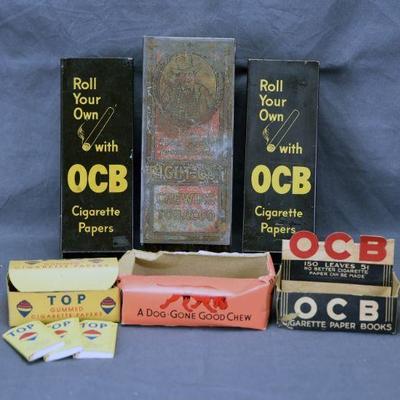 Roll
Your
Own
with
OCB
Cigarette
Papers
CHEWING
TOBACCO
Roll
Your
Own
with
OCB
Cigarette
Papers
TOP
GUMMED
CIGARETTE PAPERS
TOP
TOP
TOP
A DOG-GONE GOOD CHEW
OCB
150 LEAVES 5¢
NO BETTER CIGARETTE
PAPER CAN BE MADE
OCB
CIGARETTE PAPER BOOKS